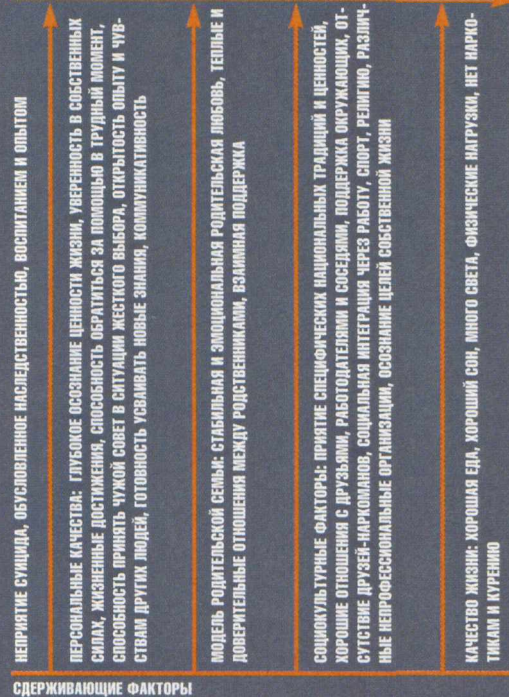 СДЕРЖИВАЮЩИЕ ФАКТОРЫ
НЕПРИЯТИЕ СУИЦИДА, ОБУСЛОВЛЕННОЕ НАСЛЕДСТВЕННОСТЬЮ, ВОСПИТАНИЕМ И ОПЫТОМ
ПЕРСОНАЛЬНЫЕ КАЧЕСТВА: ГЛУБОКОЕ ОСОЗНАНИЕ ЦЕННОСТИ ЖИЗНИ, УВЕРЕННОСТЬ В СОБСТВЕННЫХ
СИЛАХ, ЖИЗНЕННЫЕ ДОСТИЖЕНИЯ, СПОСОБНОСТЬ ОБРАТИТЬСЯ ЗА ПОМОЩЬЮ В ТРУДНЫЙ МОМЕНТ,
СПОСОБНОСТЬ ПРИНЯТЬ ЧУЖОЙ СОВЕТ В СИТУАЦИИ ЖЕСТКОГО ВЫБОРА, ОТКРЫТОСТЬ ОПЫТУ И ЧУВ-
СТВАМ ДРУГИХ ЛЮДЕЙ, ГОТОВНОСТЬ УСВАИВАТЬ НОВЫЕ ЗНАНИЯ, КОММУНИКАТИВНОСТЬ
МОДЕЛЬ РОДИТЕЛЬСКОЙ СЕМЬИ: СТАБИЛЬНАЯ И ЭМОЦИОНАЛЬНАЯ РОДИТЕЛЬСКАЯ ЛЮБОВЬ, ТЕПЛЫЕ И
ДОВЕРИТЕЛЬНЫЕ ОТНОШЕНИЯ МЕЖДУ РОДСТВЕННИКАМИ, ВЗАИМНАЯ ПОДДЕРЖКА
СОЦИОКУЛЬТУРНЫЕ ФАКТОРЫ: ПРИЯТИЕ СПЕЦИФИЧЕСКИХ НАЦИОНАЛЬНЫХ ТРАДИЦИЙ И ЦЕННОСТЕЙ,
ХОРОШИЕ ОТНОШЕНИЯ С ДРУЗЬЯМИ, РАБОТОДАТЕЛЯМИ И СОСЕДЯМИ, ПОДДЕРЖКА ОКРУЖАЮЩИХ, ОТ-
СУТСТВИЕ ДРУЗЕЙ-НАРКОМАНОВ, СОЦИАЛЬНАЯ ИНТЕГРАЦИЯ ЧЕРЕЗ РАБОТУ, СПОРТ, РЕЛИГИЮ, РАЗЛИЧ-
НЫЕ НЕПРОФЕССИОНАЛЬНЫЕ ОРГАНИЗАЦИИ, ОСОЗНАНИЕ ЦЕЛЕЙ СОБСТВЕННОЙ ЖИЗНИ
КАЧЕСТВО ЖИЗНИ: ХОРОШАЯ ЕДА, ХОРОШИЙ СОН, МНОГО СВЕТА, ФИЗИЧЕСКИЕ НАГРУЗКИ, НЕТ НАРКО-
ТИКАМ И КУРЕНИЮ